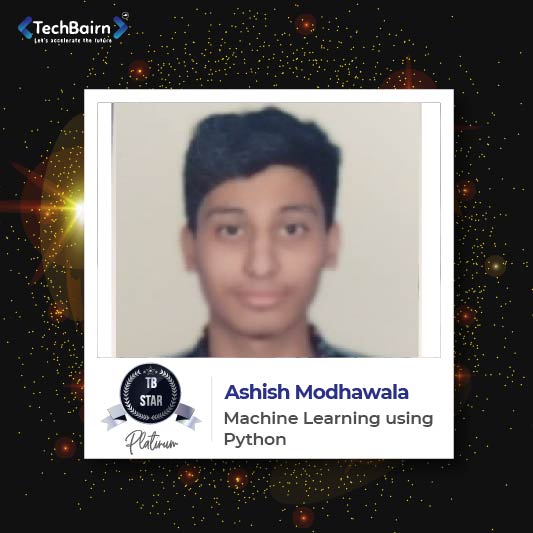 TechBairn
Let's accelerate the future
TB
STAR
Platinum
Ashish Modhawala
Machine Learning using
Python